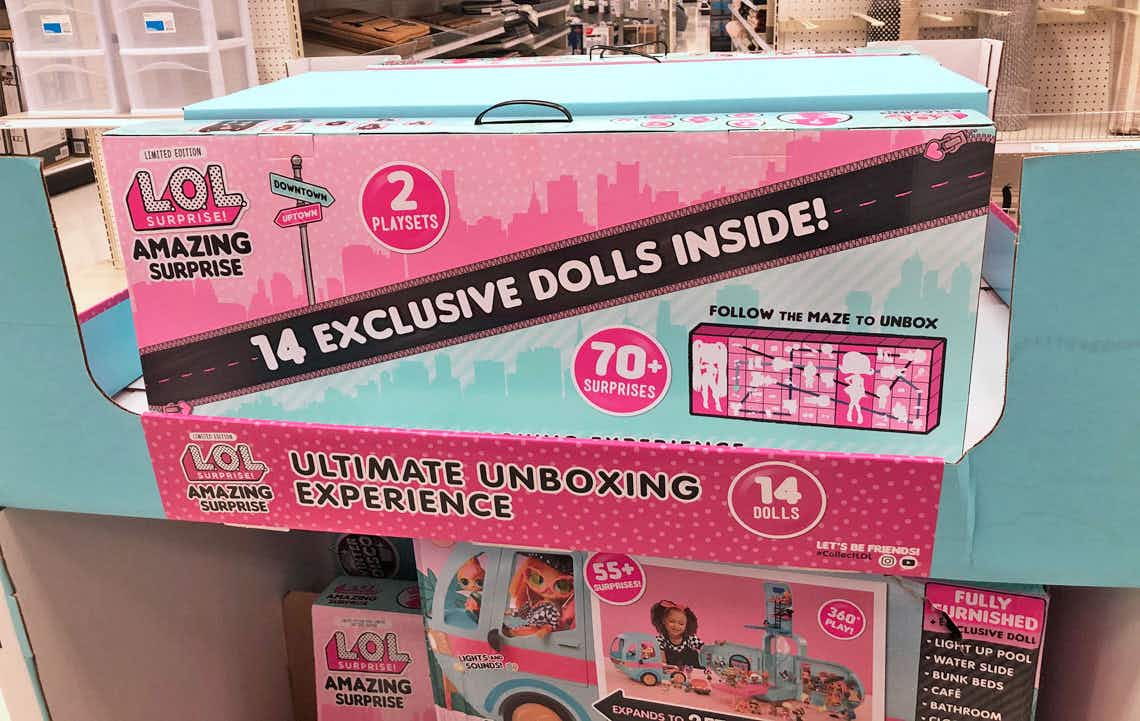 LIMITED EDITION
L.O.L.
SURPRISE!
AMAZING
SURPRISE
DOWNTOWN
UPTOWN
2
PLAYSETS
14 EXCLUSIVE DOLLS INSIDE!
70+
SURPRISES
FOLLOW THE MAZE TO UNBOX
EXPERIENCE
LIMITED EDITION
L.O.L.
SURPRISE!
AMAZING
SURPRISE
ULTIMATE UNBOXING
EXPERIENCE
14
DOLLS
LET'S BE FRIENDS!
#CollectLOL
AMAZING
SURPRISE
L.O.L.
SURPRISE!
AMAZING
SURPRISE
LIGHTS AND
SOUNDS!
55+
SURPRISES!
360°
PLAY!
EXPANDS TO
FULLY
FURNISHED
+ EXCLUSIVE DOLL
• LIGHT UP POOL
• WATER SLIDE
• BUNK BEDS
• CAFÉ
• BATHROOM